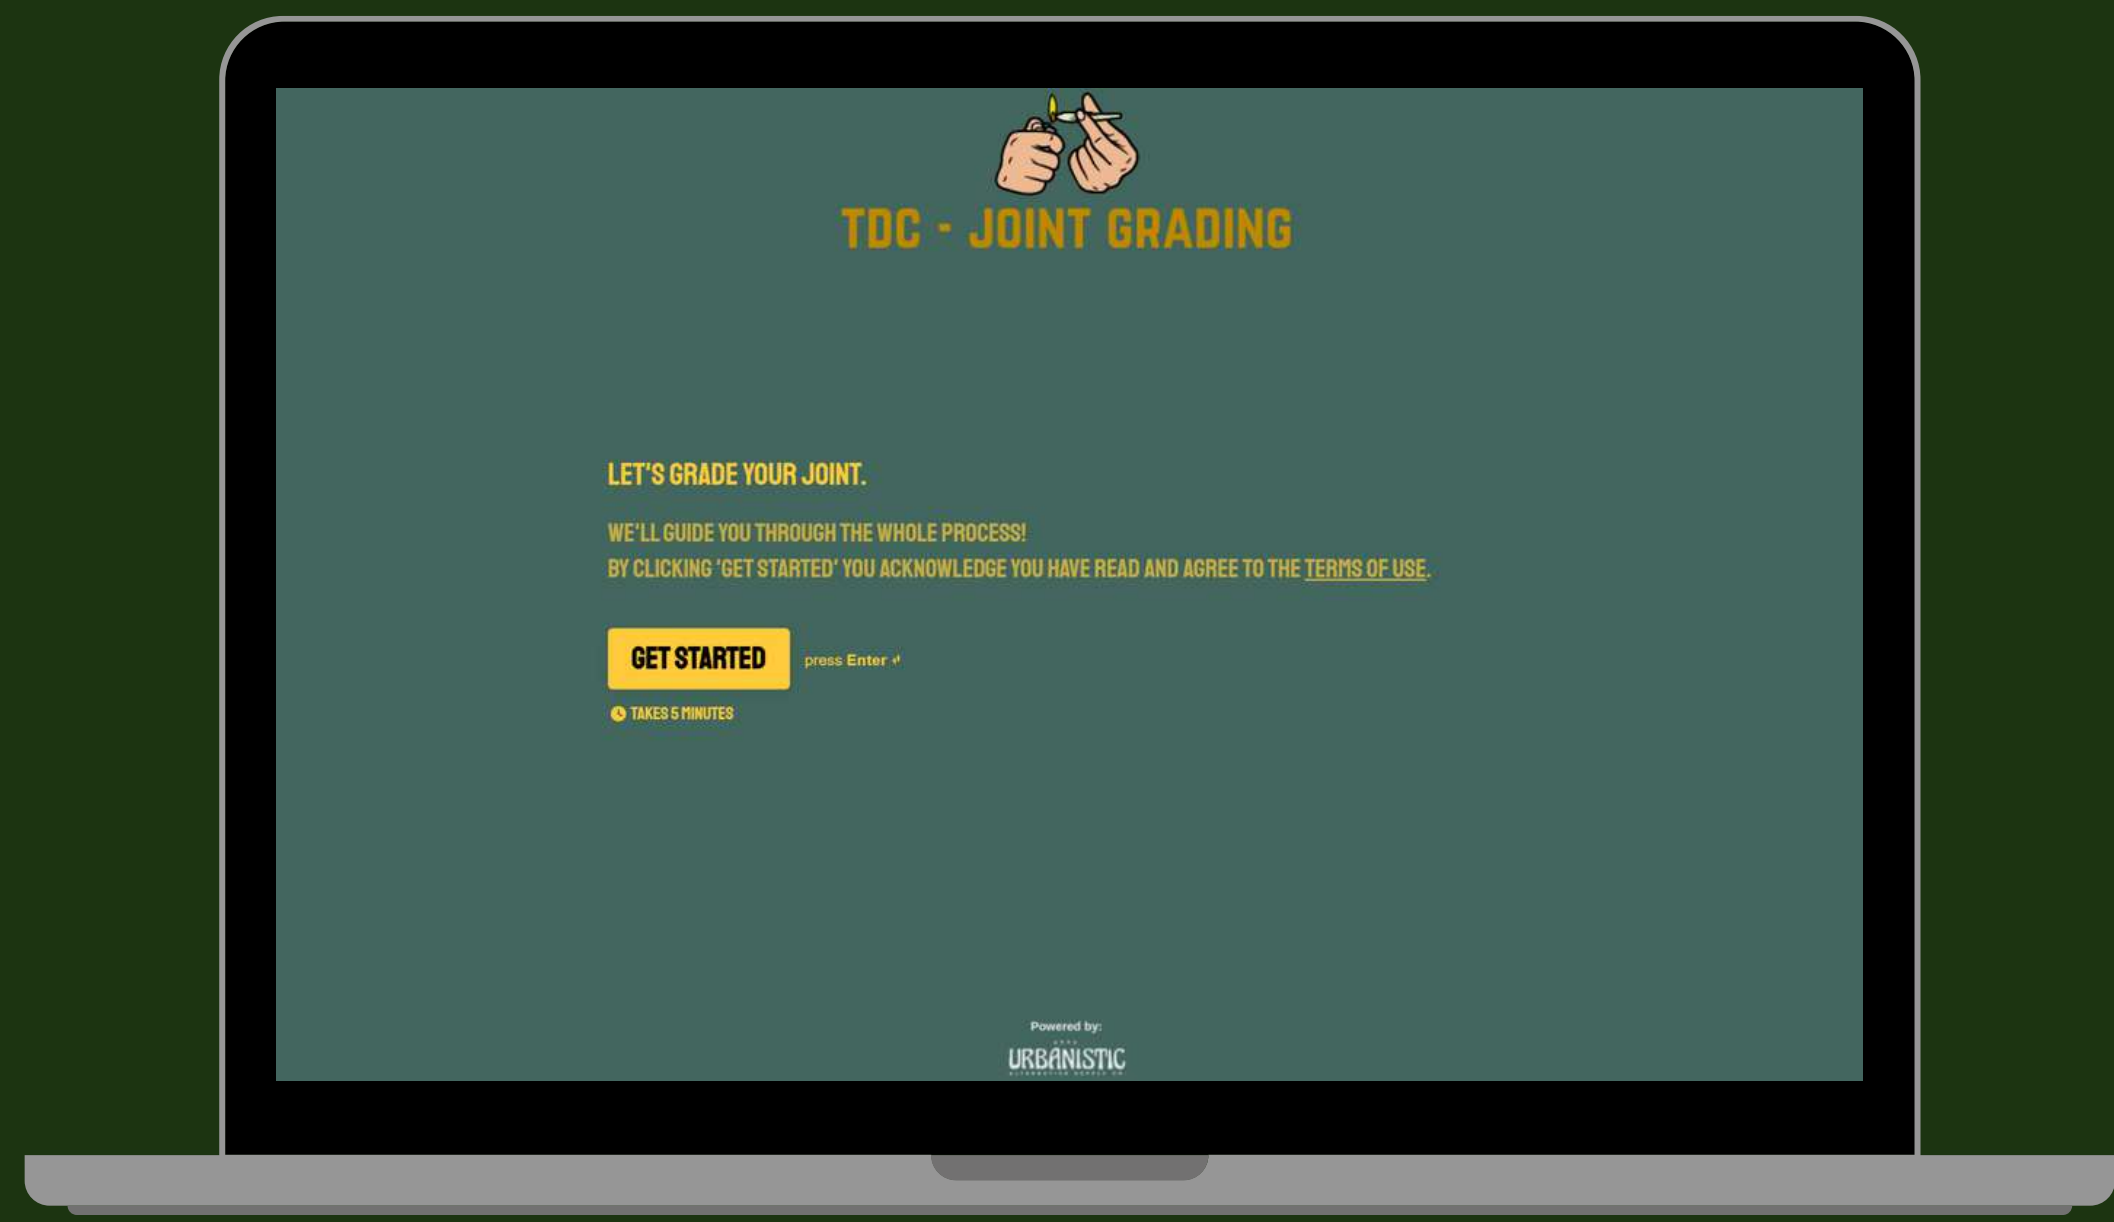 TDC - JOINT GRADING
LET'S GRADE YOUR JOINT.
WE'LL GUIDE YOU THROUGH THE WHOLE PROCESS!
BY CLICKING 'GET STARTED' YOU ACKNOWLEDGE YOU HAVE READ AND AGREE TO THE TERMS OF USE.
GET STARTED
press Enter ↵
TAKES 5 MINUTES
Powered by:
URBANISTIC